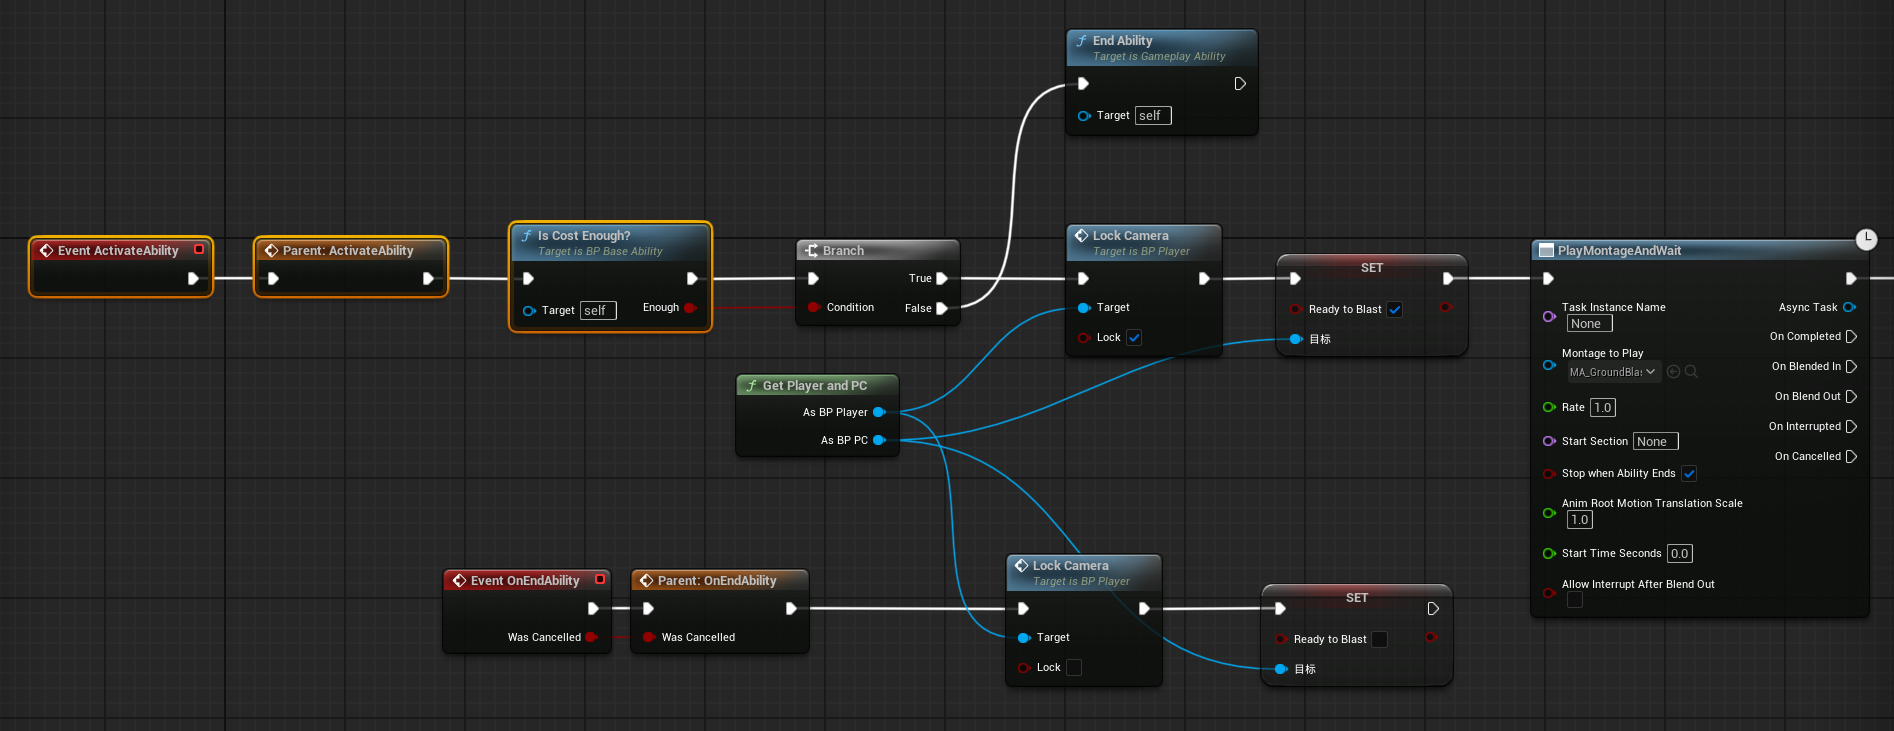 End Ability
Target is Gameplay Ability
Target self
Event ActivateAbility
Parent: ActivateAbility
Is Cost Enough?
Target is BP Base Ability
Target self
Enough
Branch
True
Condition
False
Lock Camera
Target is BP Player
Target
Lock
SET
Ready to Blast
目标
PlayMontageAndWait
Task Instance Name
None
Async Task
On Completed
Montage to Play
MA_GroundBla
On Blended In
On Blend Out
Rate 1.0
On Interrupted
Start Section None
On Cancelled
Stop when Ability Ends
Anim Root Motion Translation Scale
1.0
Start Time Seconds 0.0
Allow Interrupt After Blend Out
Get Player and PC
As BP Player
As BP PC
Event OnEndAbility
Was Cancelled
Parent: OnEndAbility
Was Cancelled
Lock Camera
Target is BP Player
Target
Lock
SET
Ready to Blast
目标